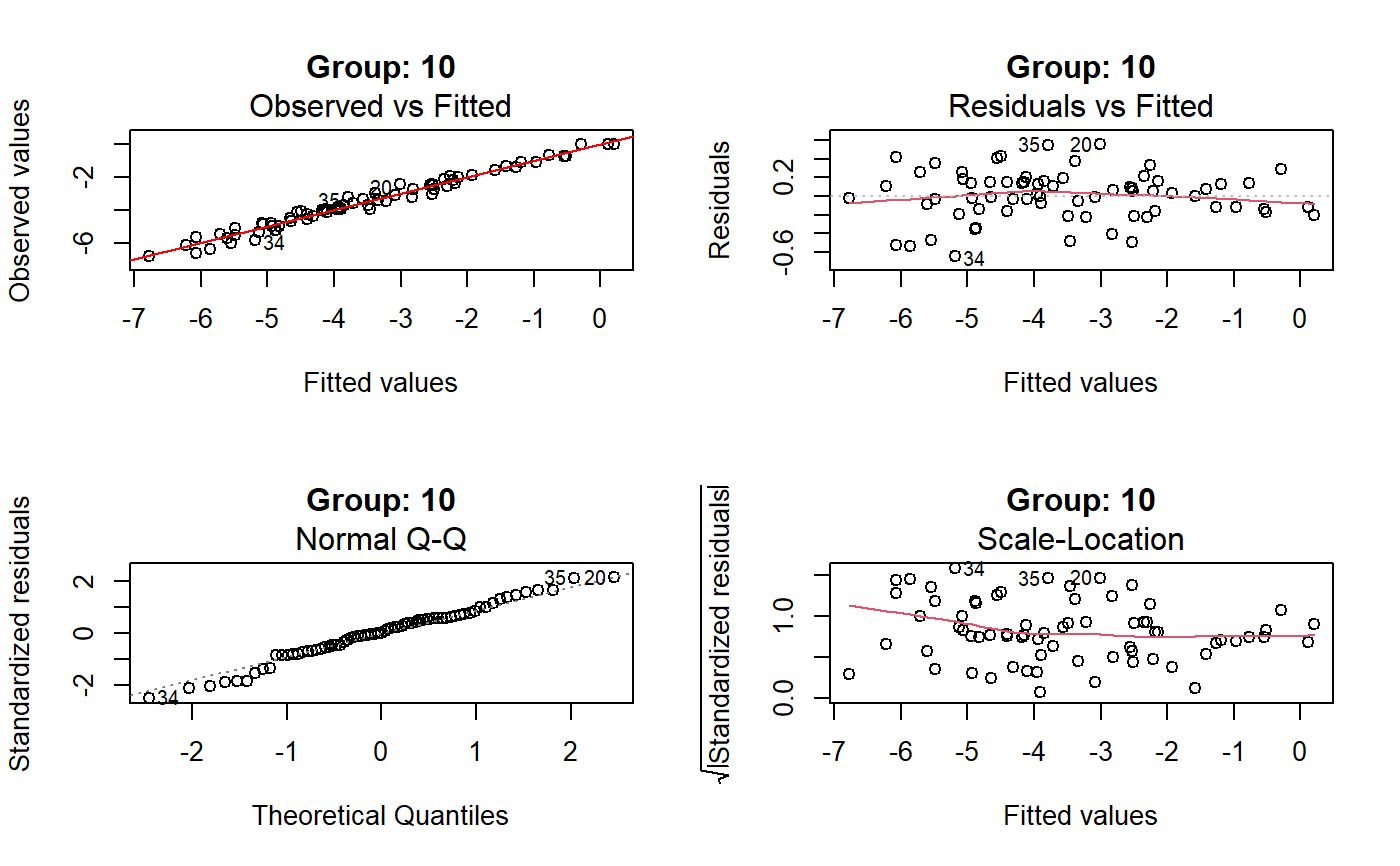 Group: 10
Observed vs Fitted
Observed values
-2
-6
20
35
34
-7 -6 -5 -4 -3 -2 -1 0
Fitted values
Group: 10
Residuals vs Fitted
Residuals
0.2
-0.6
35 20
34
-7 -6 -5 -4 -3 -2 -1 0
Fitted values
Group: 10
Normal Q-Q
Standardized residuals
2
0
-2
35 20
34
-2 -1 0 1 2
Theoretical Quantiles
Group: 10
Scale-Location
√|Standardized residuals|
1.0
0.0
34 35 20
-7 -6 -5 -4 -3 -2 -1 0
Fitted values